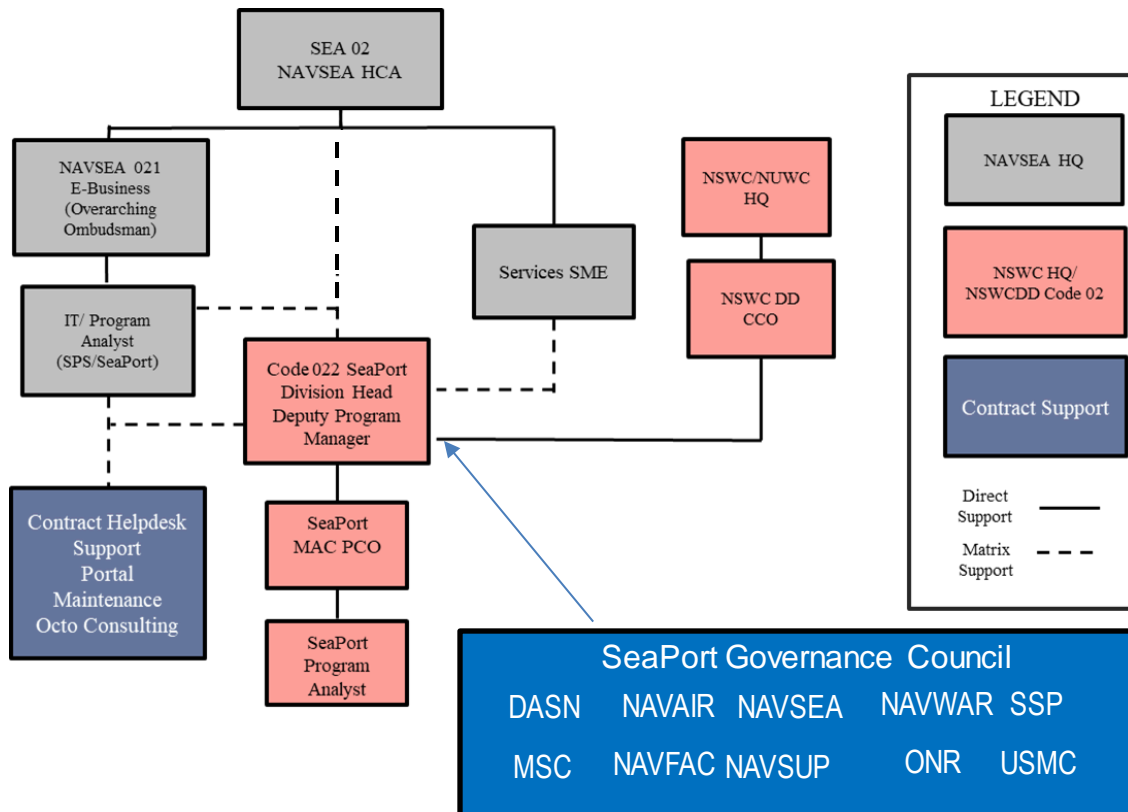 SEA 02
NAVSEA HCA
NAVSEA 021
E-Business
(Overarching
Ombudsman)
IT/ Program
Analyst
(SPS/SeaPort)
Services SME
NSWC/NUWC
HQ
NSWC DD
CCO
Code 022 SeaPort
Division Head
Deputy Program
Manager
SeaPort
MAC PCO
SeaPort
Program
Analyst
Contract Helpdesk
Support
Portal
Maintenance
Octo Consulting
LEGEND
NAVSEA HQ
NSWC HQ/
NSWCDD Code 02
Contract Support
Direct
Support
Matrix
Support
SeaPort Governance Council
DASN NAVAIR NAVSEA NAVWAR SSP
MSC NAVFAC NAVSUP ONR USMC